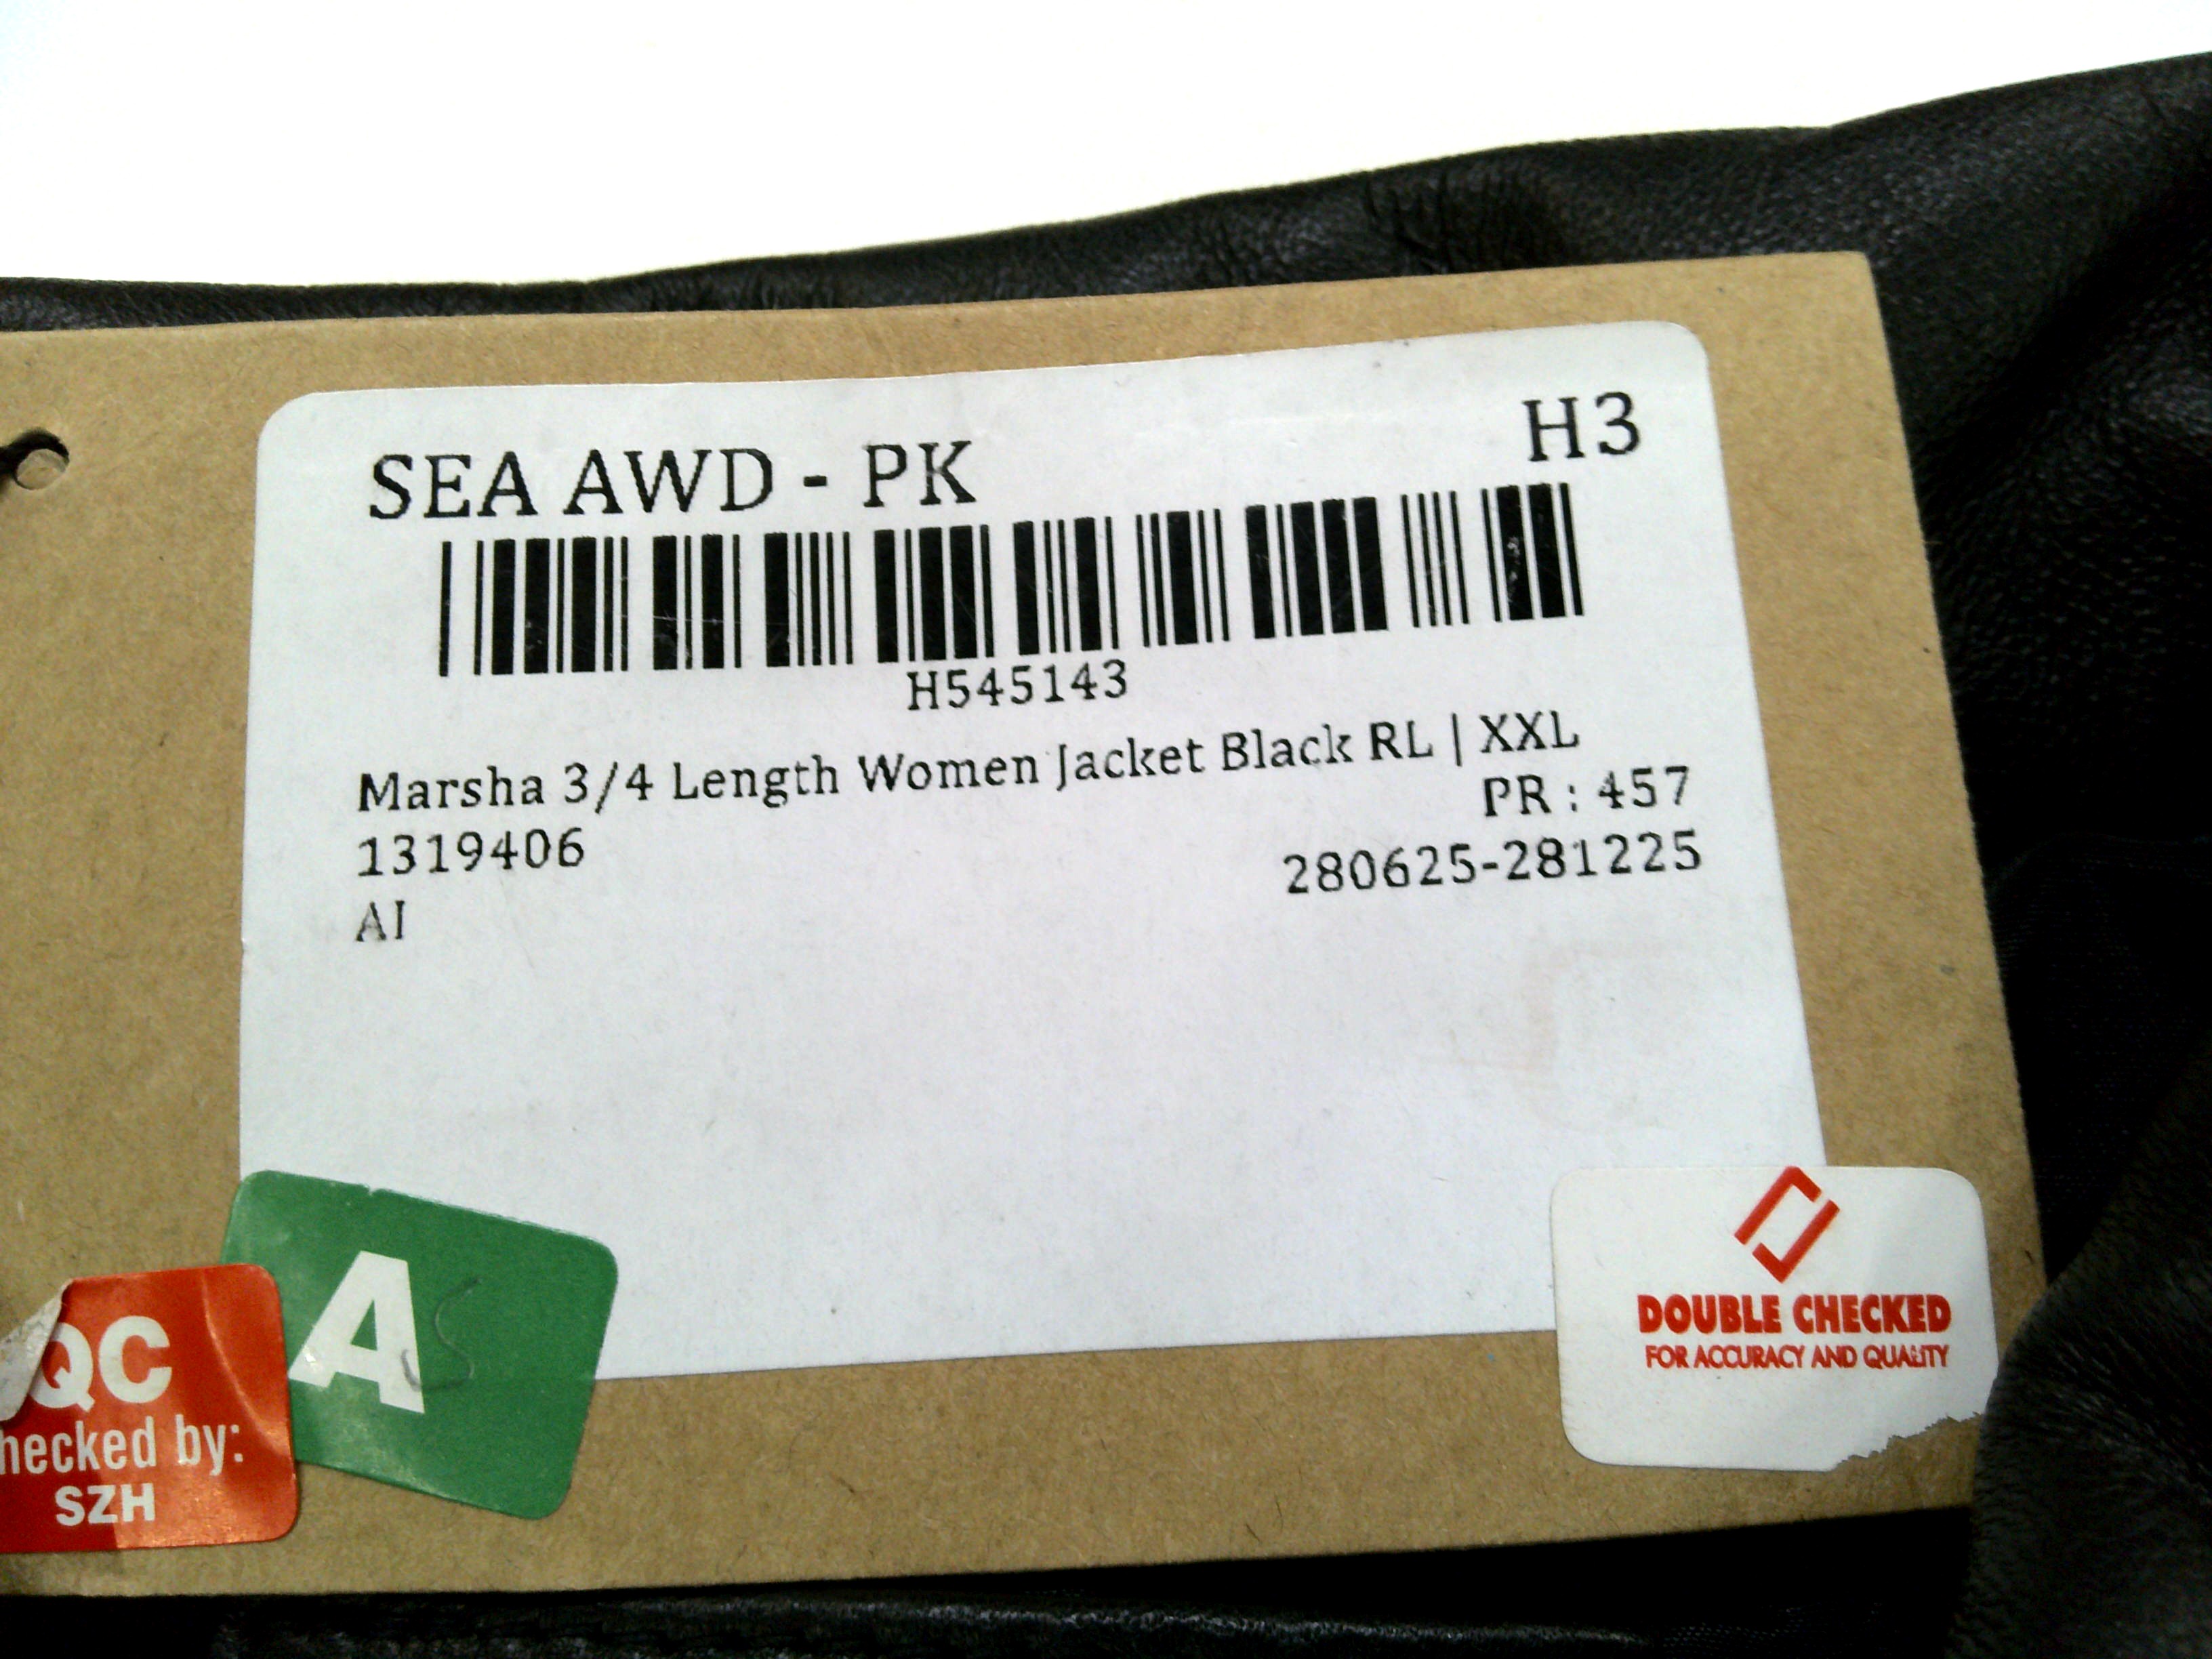 SEA AWD - PK
H3
H545143
Marsha 3/4 Length Women Jacket Black RL | XXL
PR : 457
1319406
280625-281225
AI
A
QC
hecked by:
SZH
DOUBLE CHECKED
FOR ACCURACY AND QUALITY